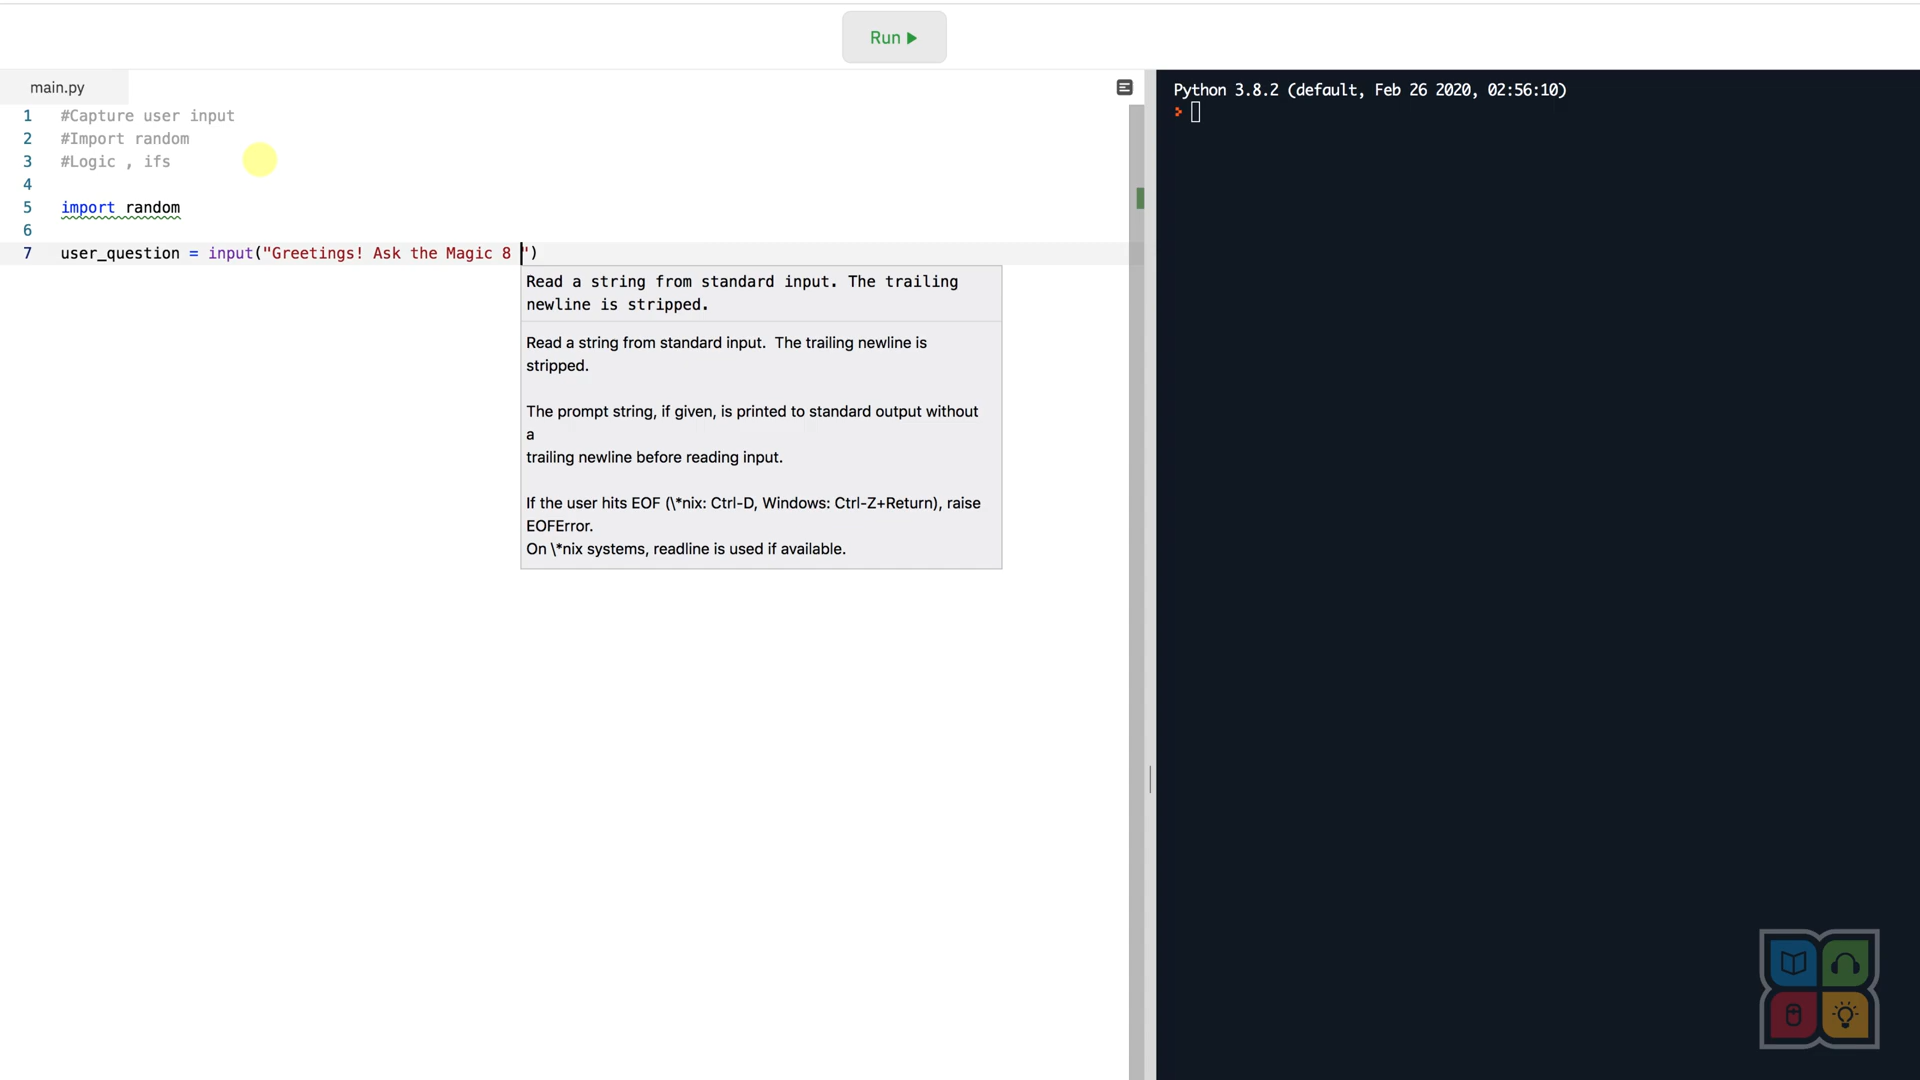 Run
main.py
1 #Capture user input
2 #Import random
3 #Logic , ifs
4
5 import random
6
7 user_question = input("Greetings! Ask the Magic 8 ")
Read a string from standard input. The trailing
newline is stripped.
Read a string from standard input.  The trailing newline is
stripped.
The prompt string, if given, is printed to standard output without
a
trailing newline before reading input.
If the user hits EOF (\*nix: Ctrl-D, Windows: Ctrl-Z+Return), raise
EOFError.
On \*nix systems, readline is used if available.
Python 3.8.2 (default, Feb 26 2020, 02:56:10)
>